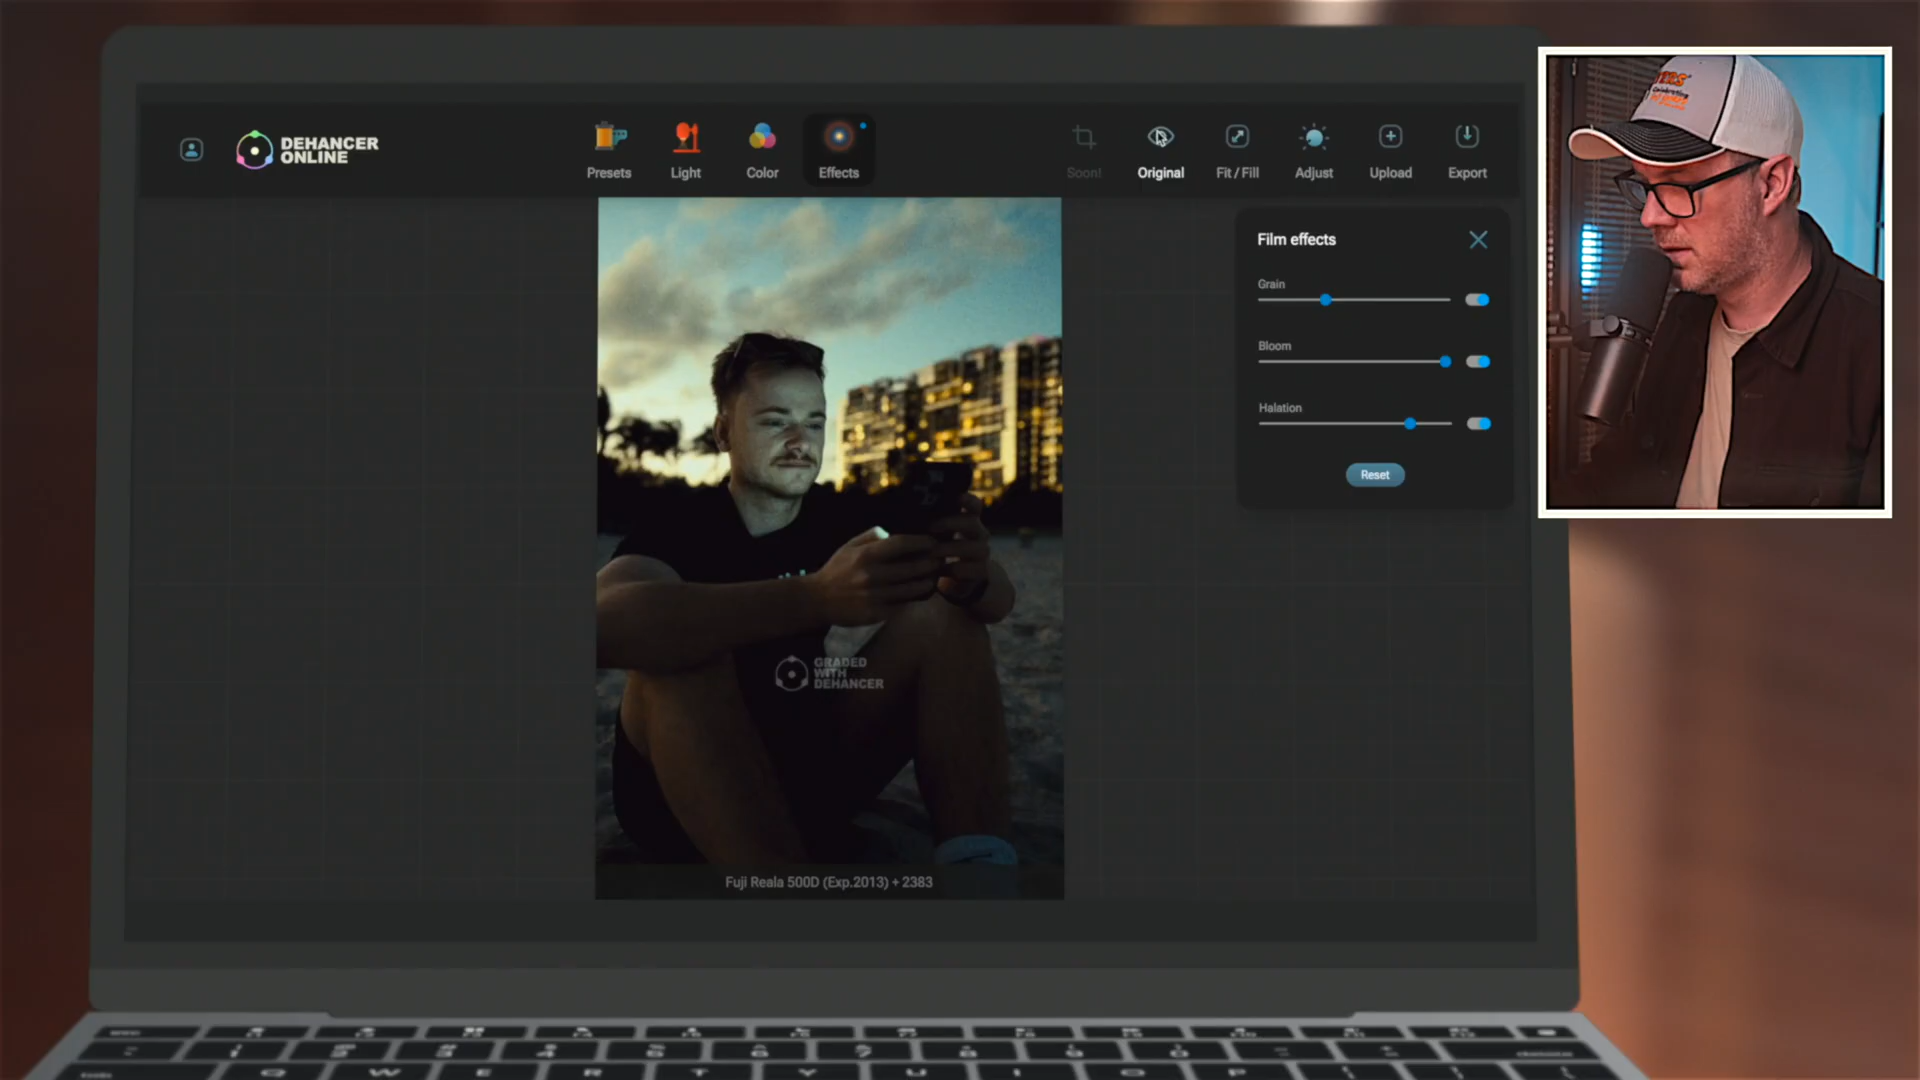 DEHANCER
ONLINE
Presets
Light
Color
Effects
Soon!
Original
Fit / Fill
Adjust
Upload
Export
Film effects
Grain
Bloom
Halation
Reset
GRADED
WITH
DEHANCER
Fuji Reala 500D (Exp.2013) + 2383
Q W E R T Y U I O P